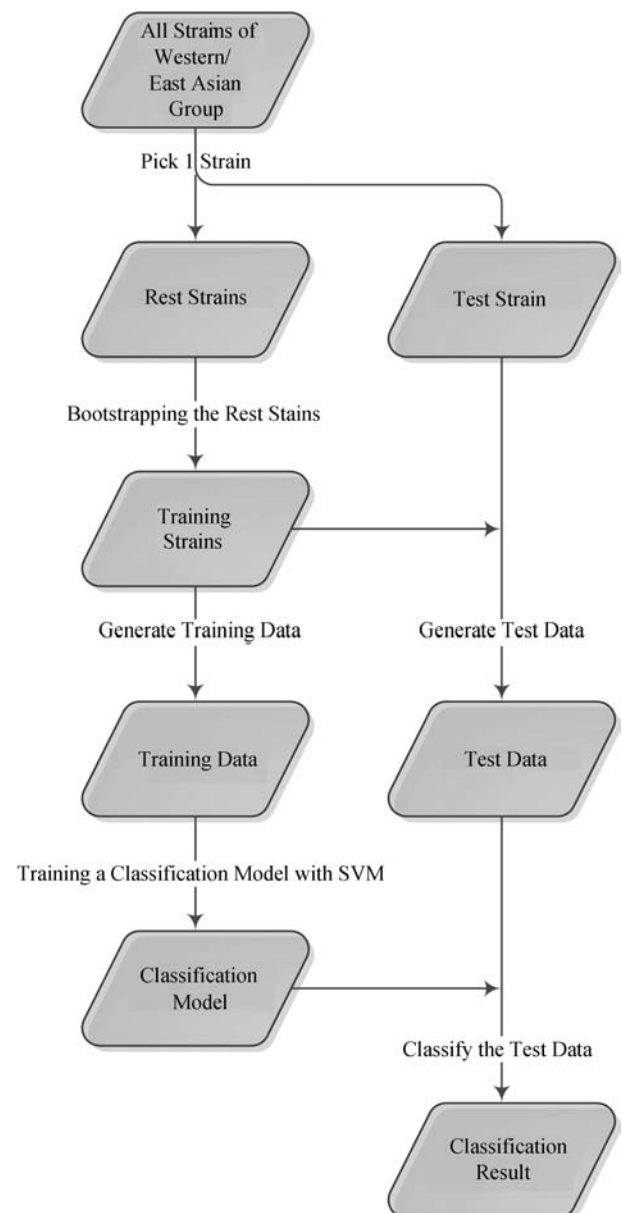 All Strains of
Western/
East Asian
Group
Pick 1 Strain
Rest Strains
Test Strain
Bootstrapping the Rest Stains
Training
Strains
Generate Training Data
Generate Test Data
Training Data
Test Data
Training a Classification Model with SVM
Classification
Model
Classify the Test Data
Classification
Result